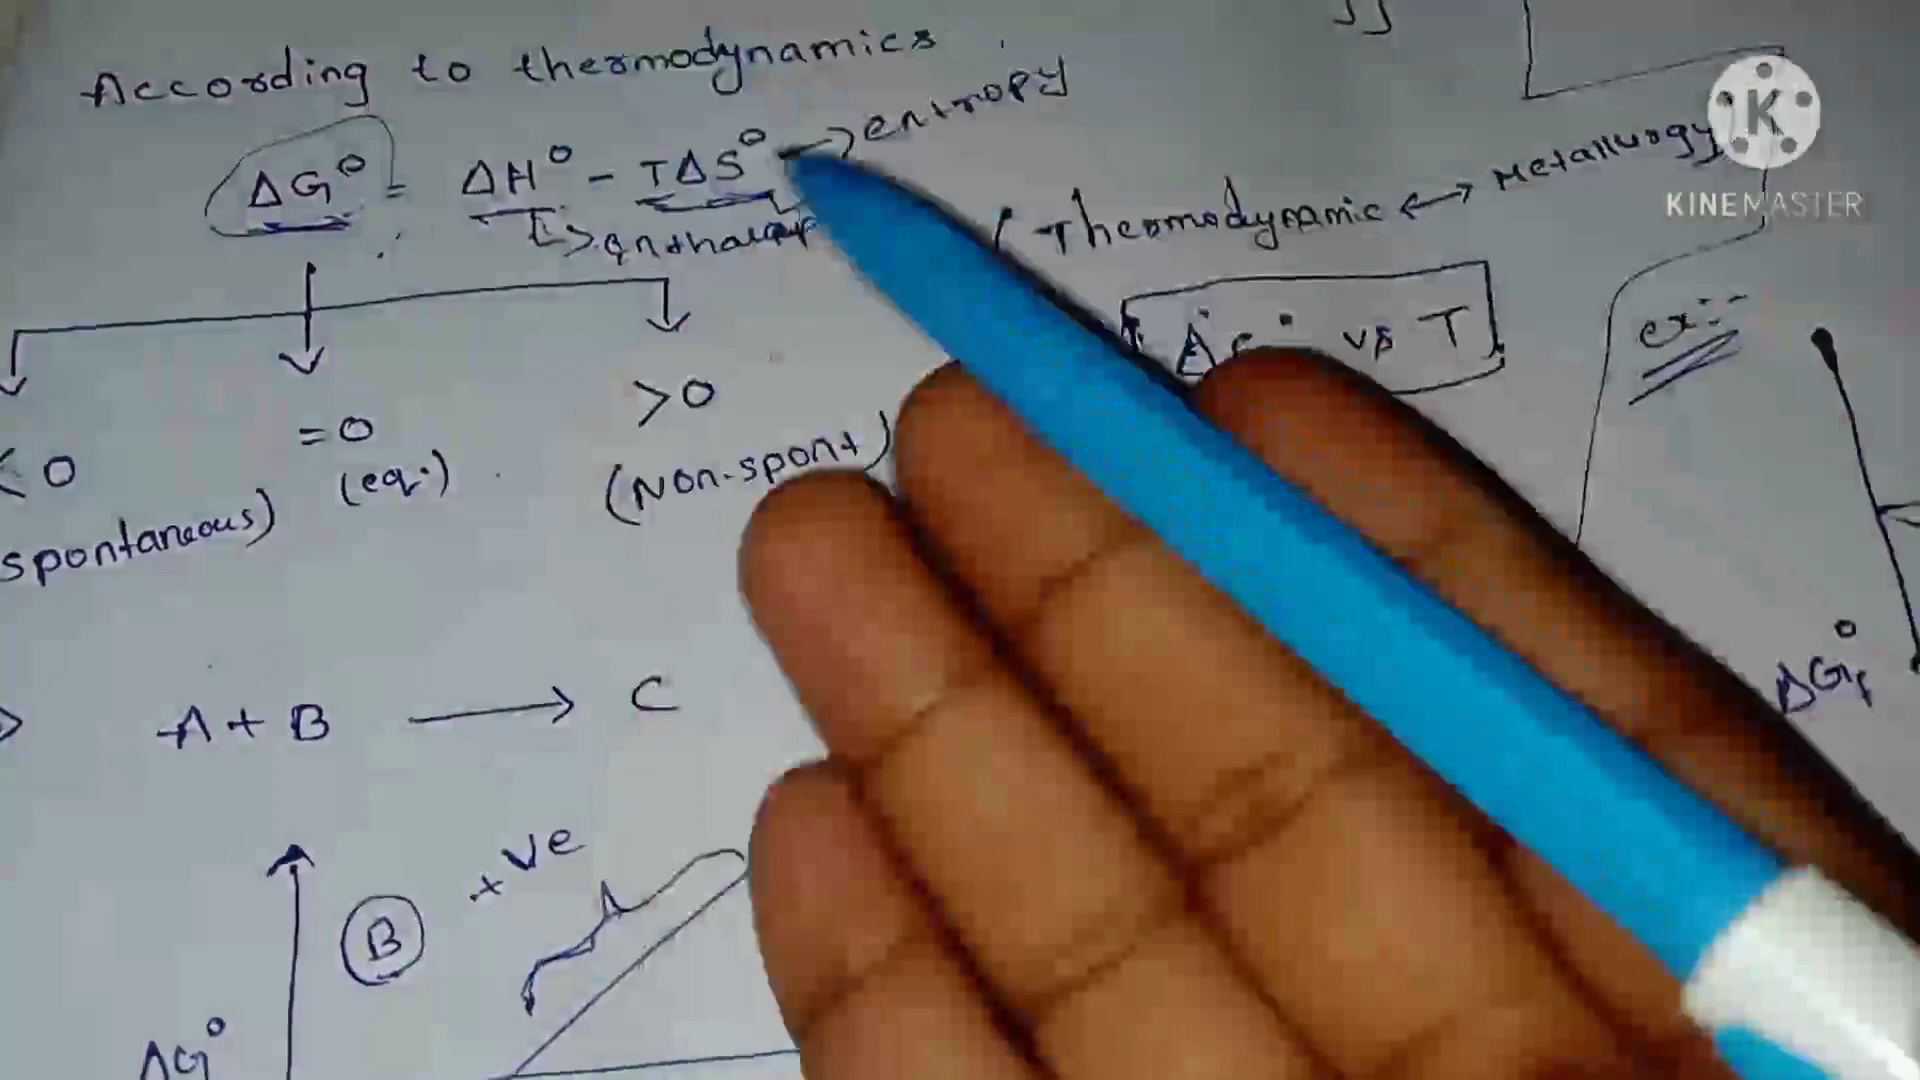 According to thermodynamics.
ΔG° = ΔH° - TΔS° → entropy
→ enthalpy
(Thermodynamic ↔ Metallurgy
KINEMASTER
vs T
ex:-
< 0
= 0
> 0
spontaneous)
(eq.)
(Non-spont)
A + B → C
ΔG°f
B
+ve
ΔG°